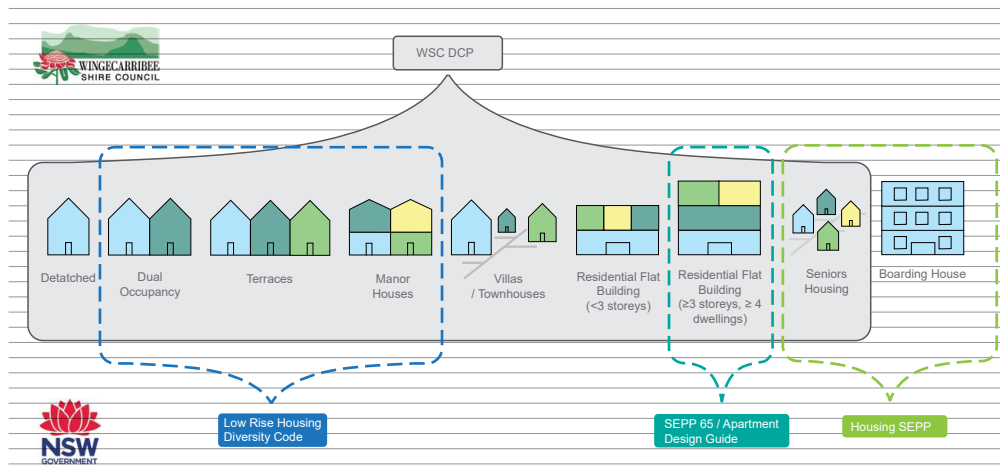 WINGECARRIBEE
SHIRE COUNCIL
WSC DCP
Detatched
Dual
Occupancy
Terraces
Manor
Houses
Villas
/ Townhouses
Residential Flat
Building
(<3 storeys)
Residential Flat
Building
(≥3 storeys, ≥ 4
dwellings)
Seniors
Housing
Boarding House
Low Rise Housing
Diversity Code
SEPP 65 / Apartment
Design Guide
Housing SEPP
NSW
GOVERNMENT